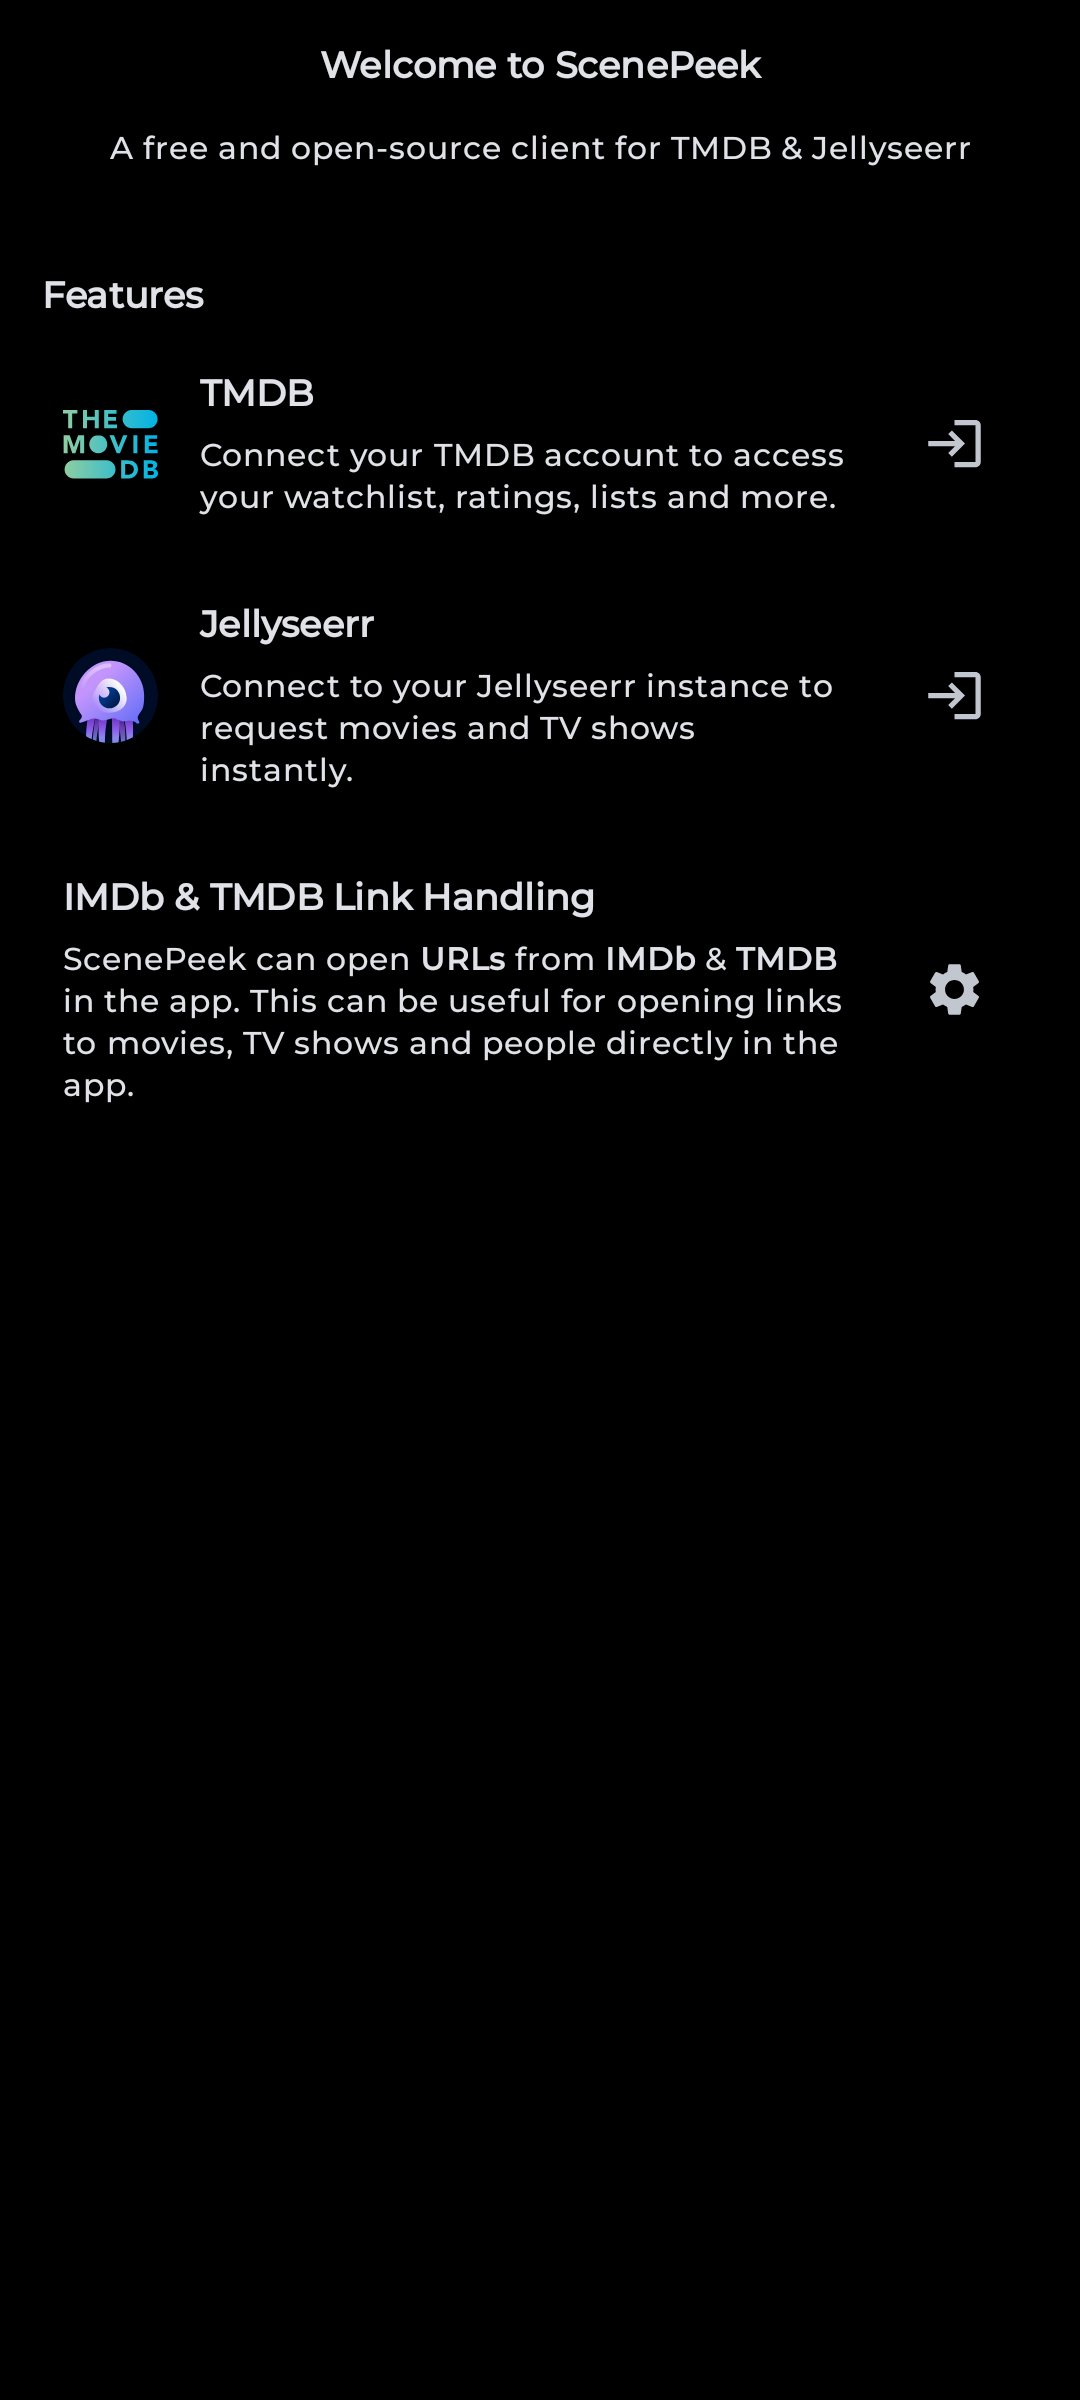 Welcome to ScenePeek
A free and open-source client for TMDB & Jellyseerr
Features
THE
MOVIE
DB
TMDB
Connect your TMDB account to access
your watchlist, ratings, lists and more.
Jellyseerr
Connect to your Jellyseerr instance to
request movies and TV shows
instantly.
IMDb & TMDB Link Handling
ScenePeek can open URLs from IMDb & TMDB
in the app. This can be useful for opening links
to movies, TV shows and people directly in the
app.